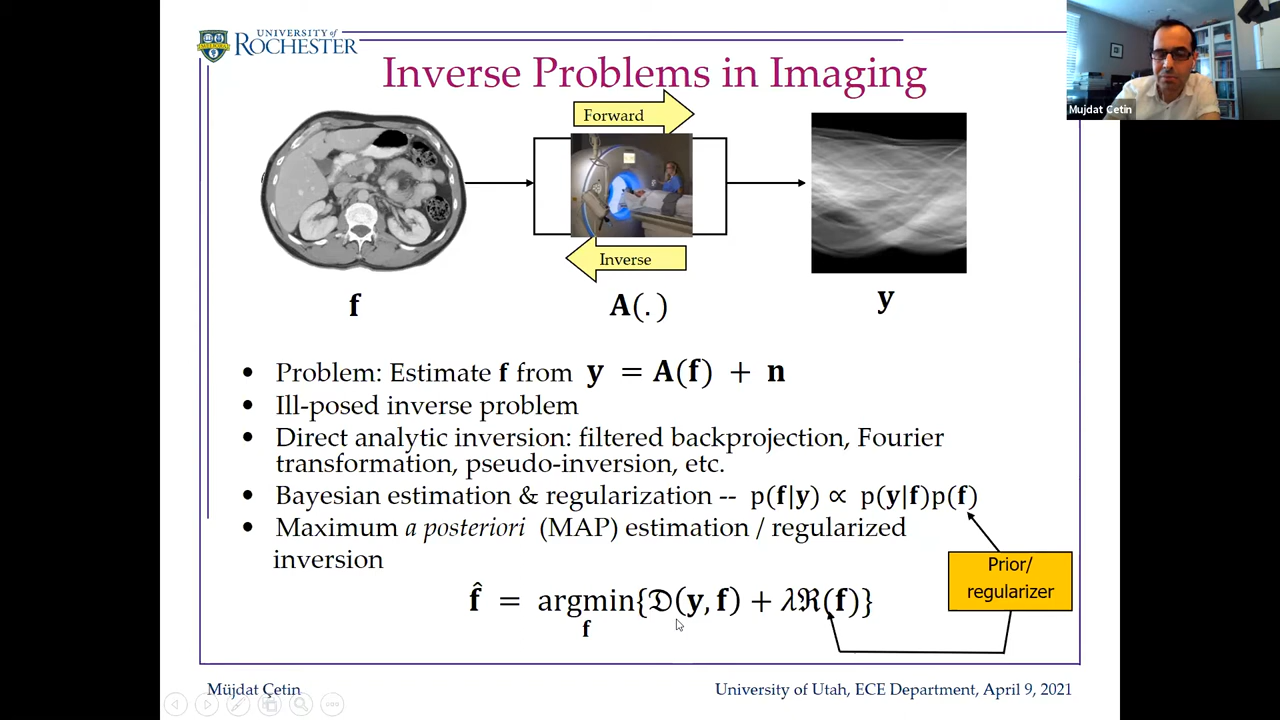 UNIVERSITY of
ROCHESTER
Inverse Problems in Imaging
Mujdat Cetin
Forward
Inverse
f
A(.)
y
• Problem: Estimate f from y = A(f) + n
• Ill-posed inverse problem
• Direct analytic inversion: filtered backprojection, Fourier
transformation, pseudo-inversion, etc.
• Bayesian estimation & regularization -- p(f|y) ∝ p(y|f)p(f)
• Maximum a posteriori (MAP) estimation / regularized
inversion
Prior/
regularizer
f̂ = argmin{𝔇(y, f) + λℜ(f)}
f
Müjdat Çetin
University of Utah, ECE Department, April 9, 2021